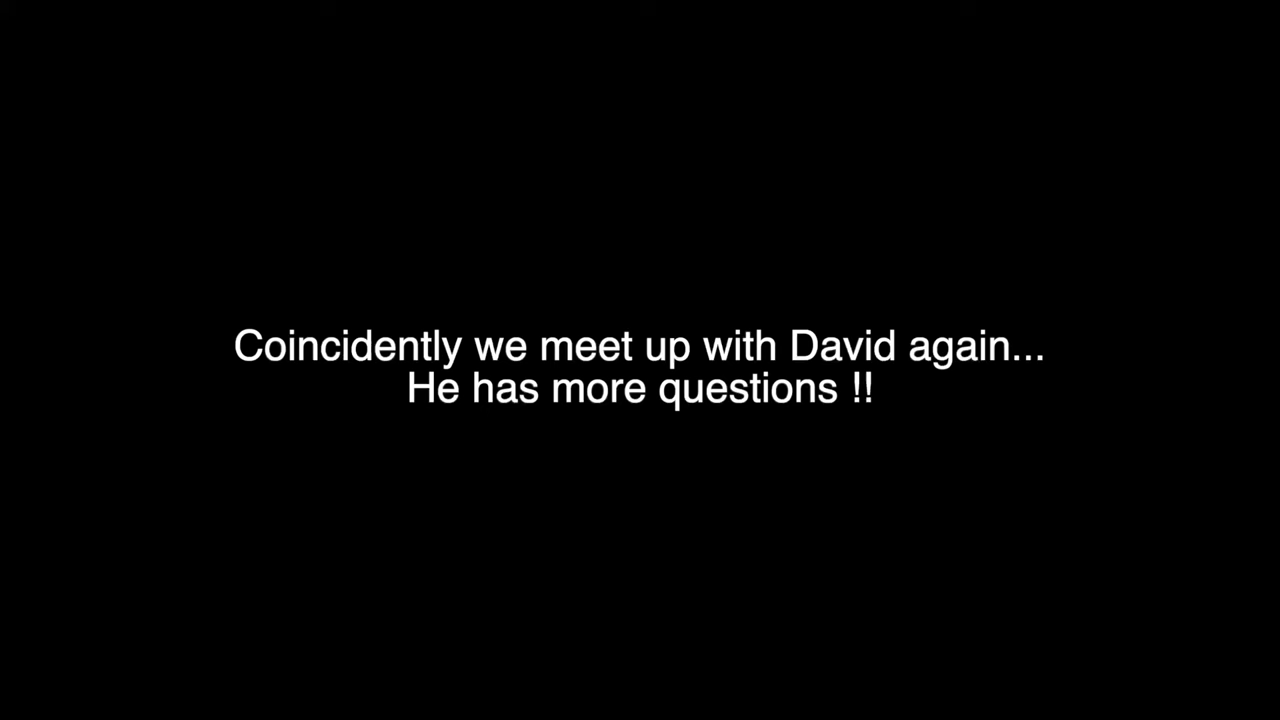 Coincidently we meet up with David again...
He has more questions !!